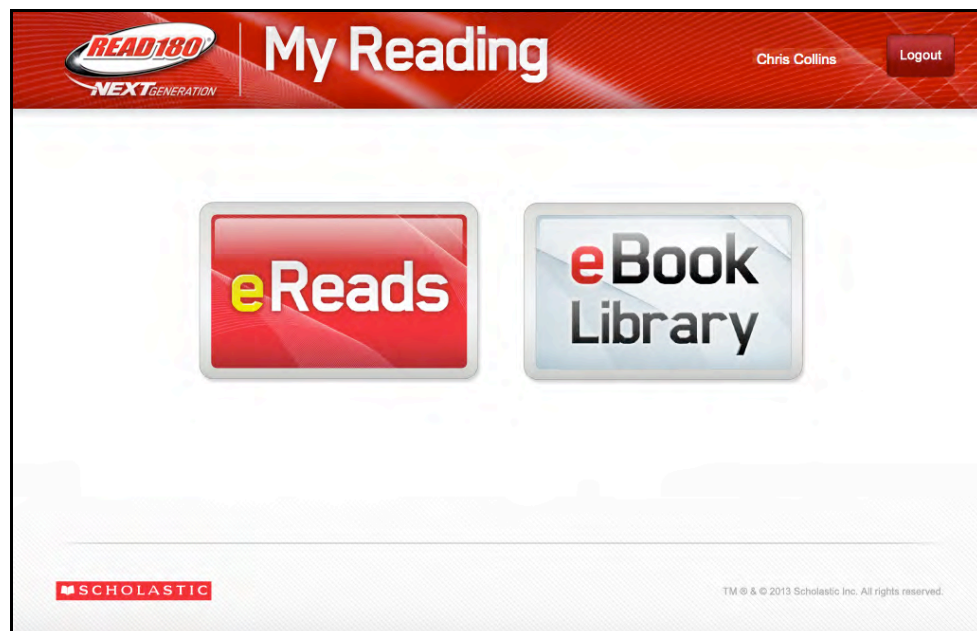 READ 180®
NEXT GENERATION
My Reading
Chris Collins
Logout
eReads
eBook
Library
SCHOLASTIC
TM ® & © 2013 Scholastic Inc. All rights reserved.